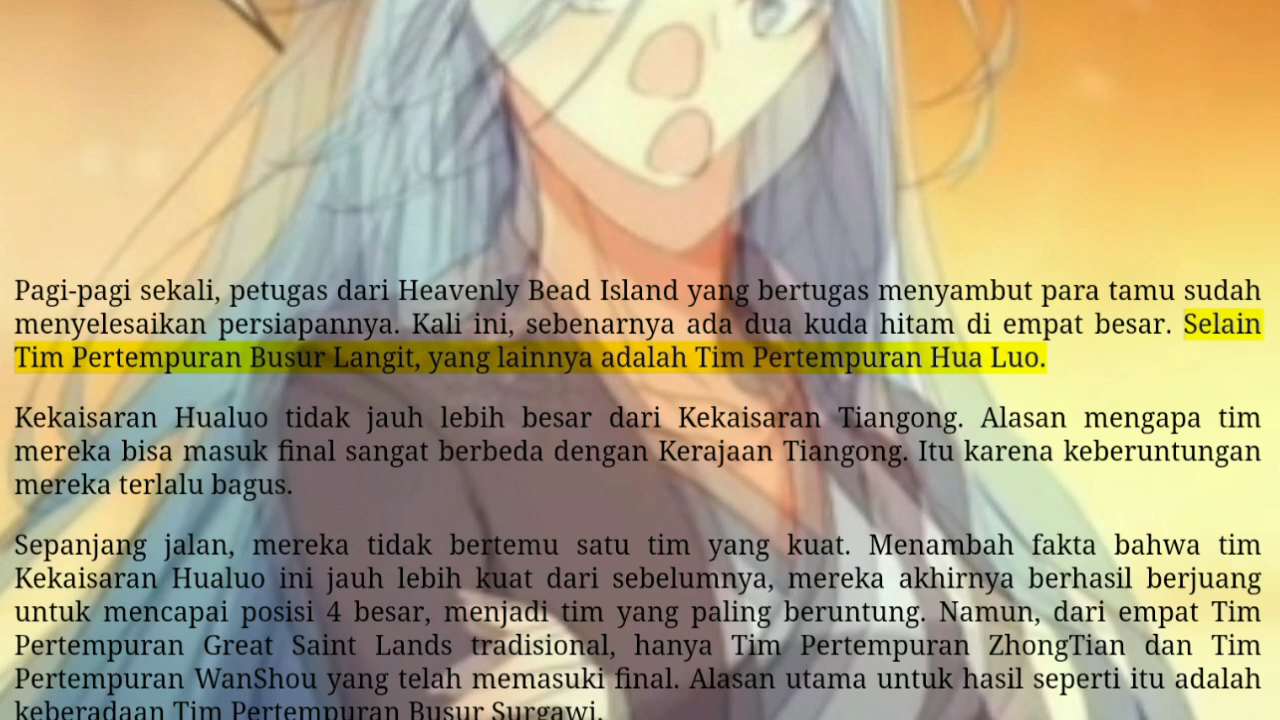 Pagi-pagi sekali, petugas dari Heavenly Bead Island yang bertugas menyambut para tamu sudah
menyelesaikan persiapannya. Kali ini, sebenarnya ada dua kuda hitam di empat besar. Selain
Tim Pertempuran Busur Langit, yang lainnya adalah Tim Pertempuran Hua Luo.
Kekaisaran Hualuo tidak jauh lebih besar dari Kekaisaran Tiangong. Alasan mengapa tim
mereka bisa masuk final sangat berbeda dengan Kerajaan Tiangong. Itu karena keberuntungan
mereka terlalu bagus.
Sepanjang jalan, mereka tidak bertemu satu tim yang kuat. Menambah fakta bahwa tim
Kekaisaran Hualuo ini jauh lebih kuat dari sebelumnya, mereka akhirnya berhasil berjuang
untuk mencapai posisi 4 besar, menjadi tim yang paling beruntung. Namun, dari empat Tim
Pertempuran Great Saint Lands tradisional, hanya Tim Pertempuran ZhongTian dan Tim
Pertempuran WanShou yang telah memasuki final. Alasan utama untuk hasil seperti itu adalah
keberadaan Tim Pertempuran Busur Surgawi.